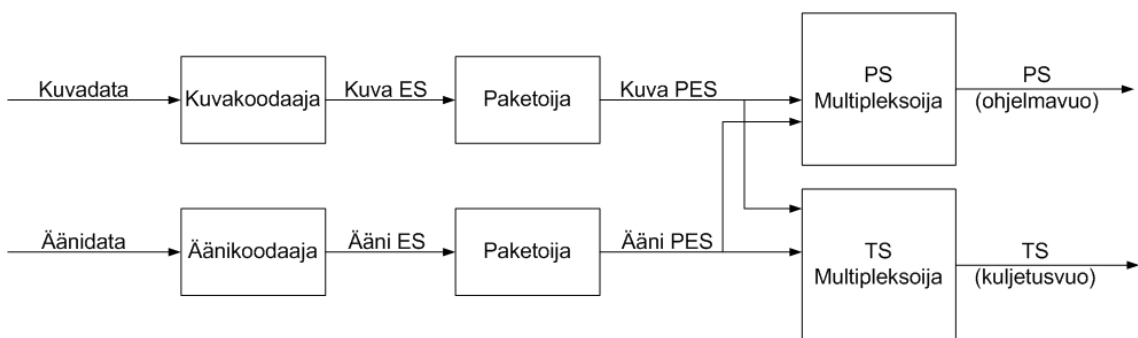 Kuvadata
Kuvakoodaaja
Kuva ES
Paketoija
Kuva PES
PS
Multipleksoija
PS
(ohjelmavuo)
Äänidata
Äänikoodaaja
Ääni ES
Paketoija
Ääni PES
TS
Multipleksoija
TS
(kuljetusvuo)